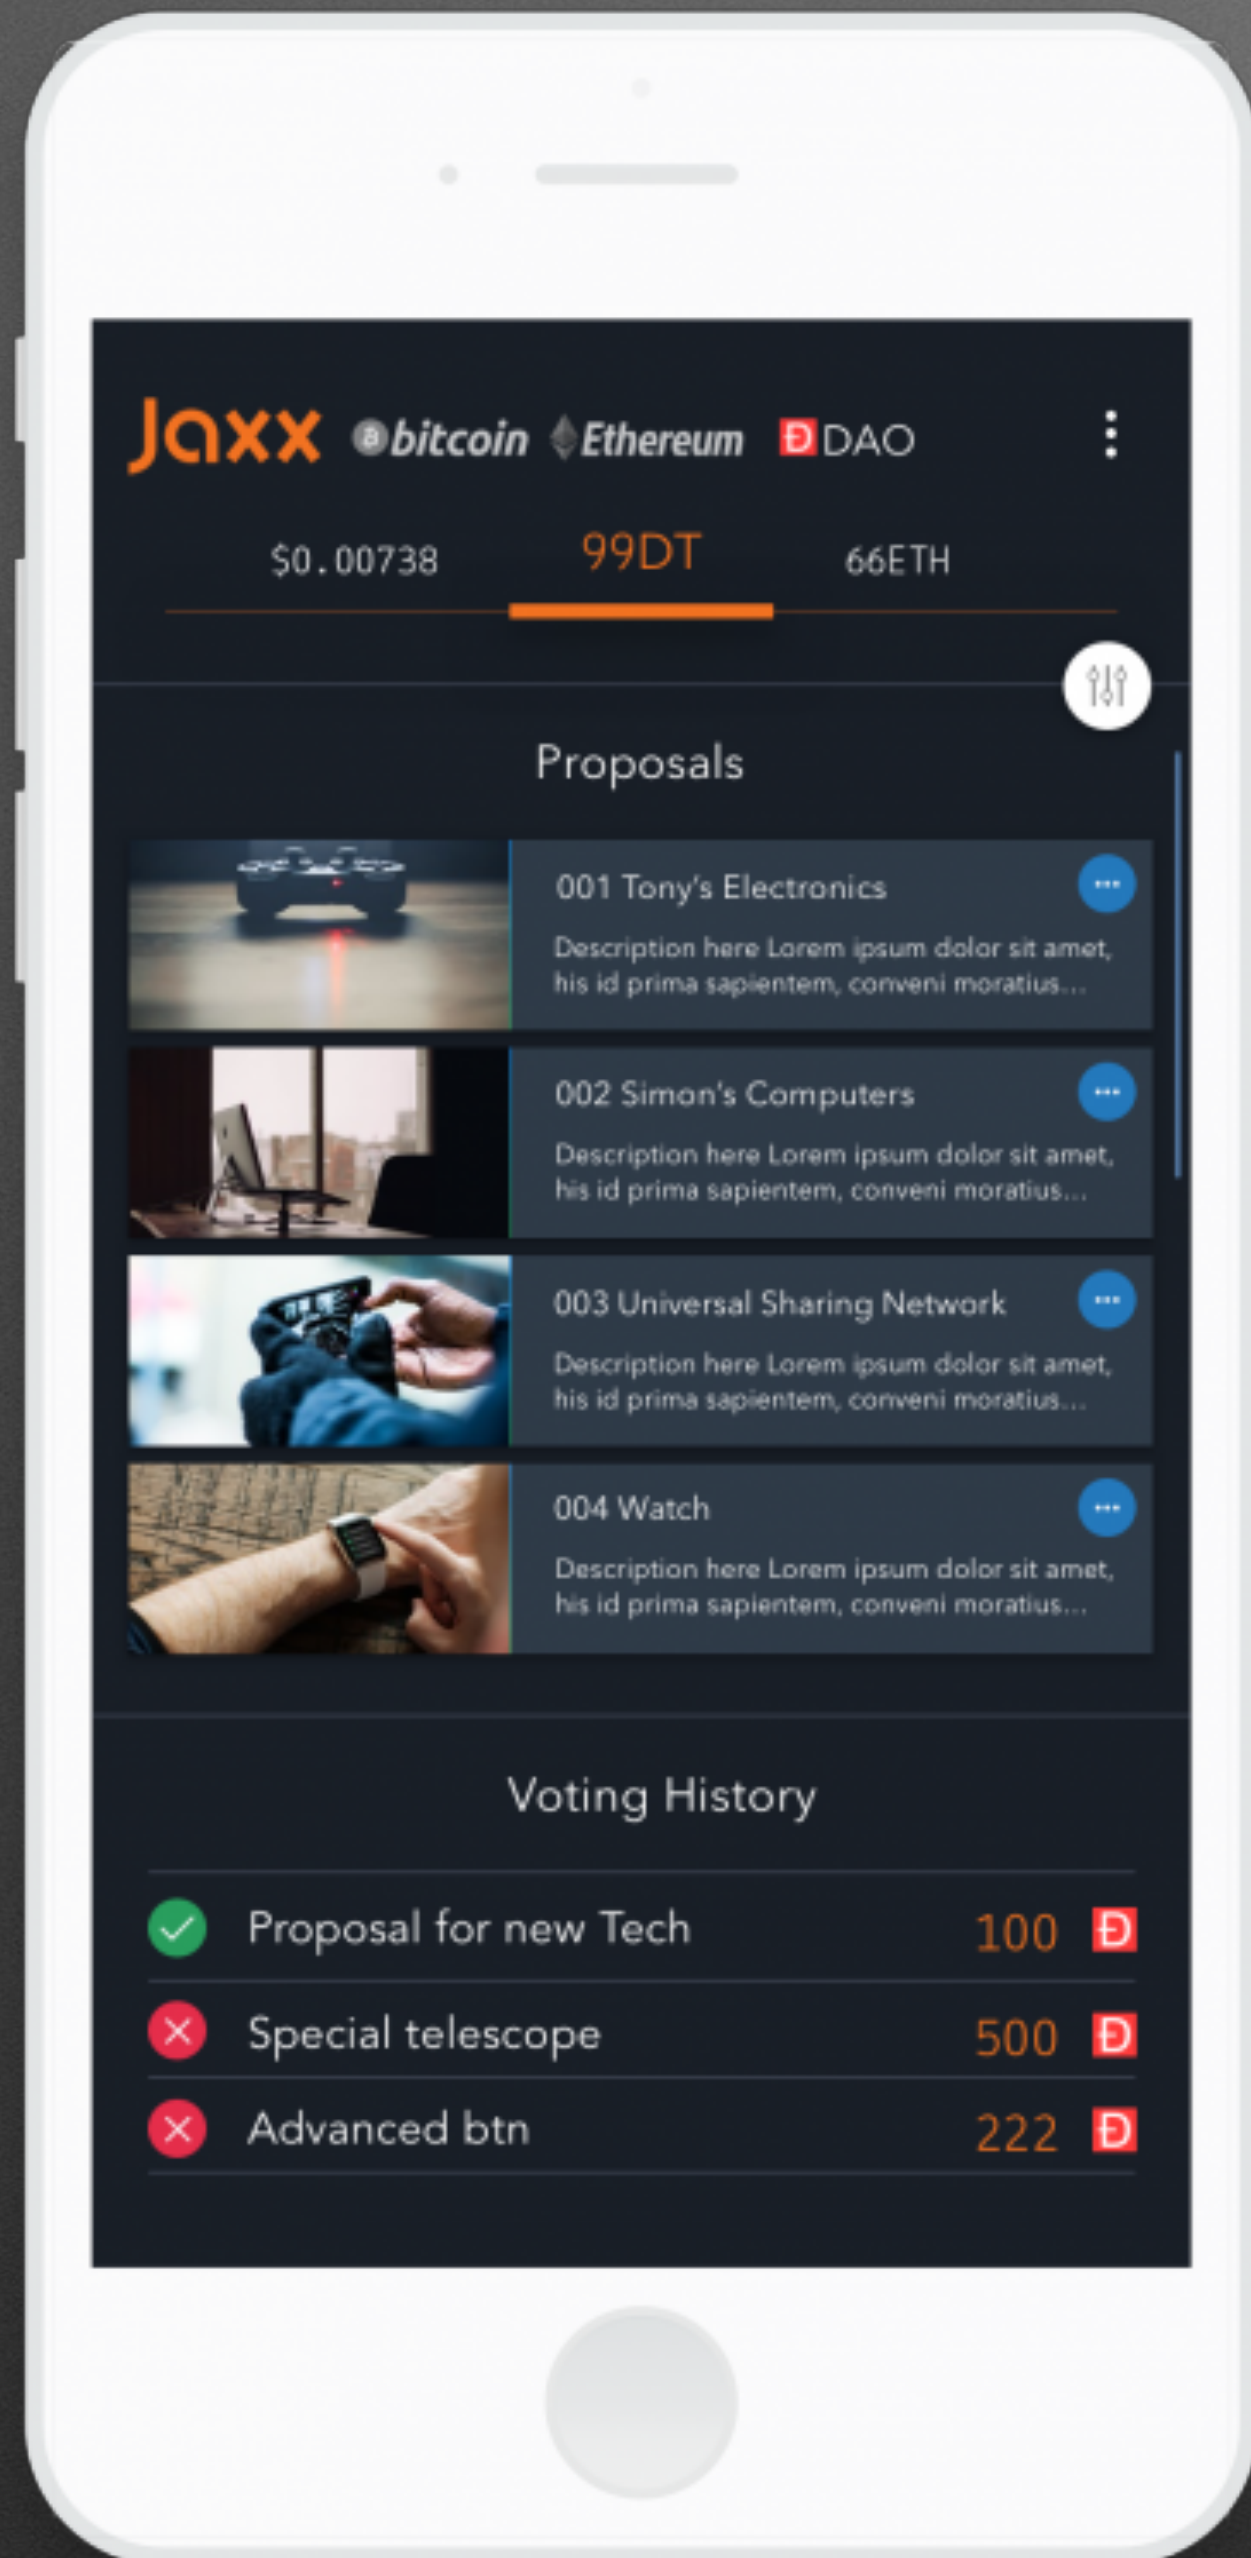 Jaxx bitcoin Ethereum Đ DAO
$0.00738 99DT 66ETH
Proposals
001 Tony's Electronics
Description here Lorem ipsum dolor sit amet,
his id prima sapientem, conveni moratius...
002 Simon's Computers
Description here Lorem ipsum dolor sit amet,
his id prima sapientem, conveni moratius...
003 Universal Sharing Network
Description here Lorem ipsum dolor sit amet,
his id prima sapientem, conveni moratius...
004 Watch
Description here Lorem ipsum dolor sit amet,
his id prima sapientem, conveni moratius...
Voting History
Proposal for new Tech 100 Đ
Special telescope 500 Đ
Advanced btn 222 Đ